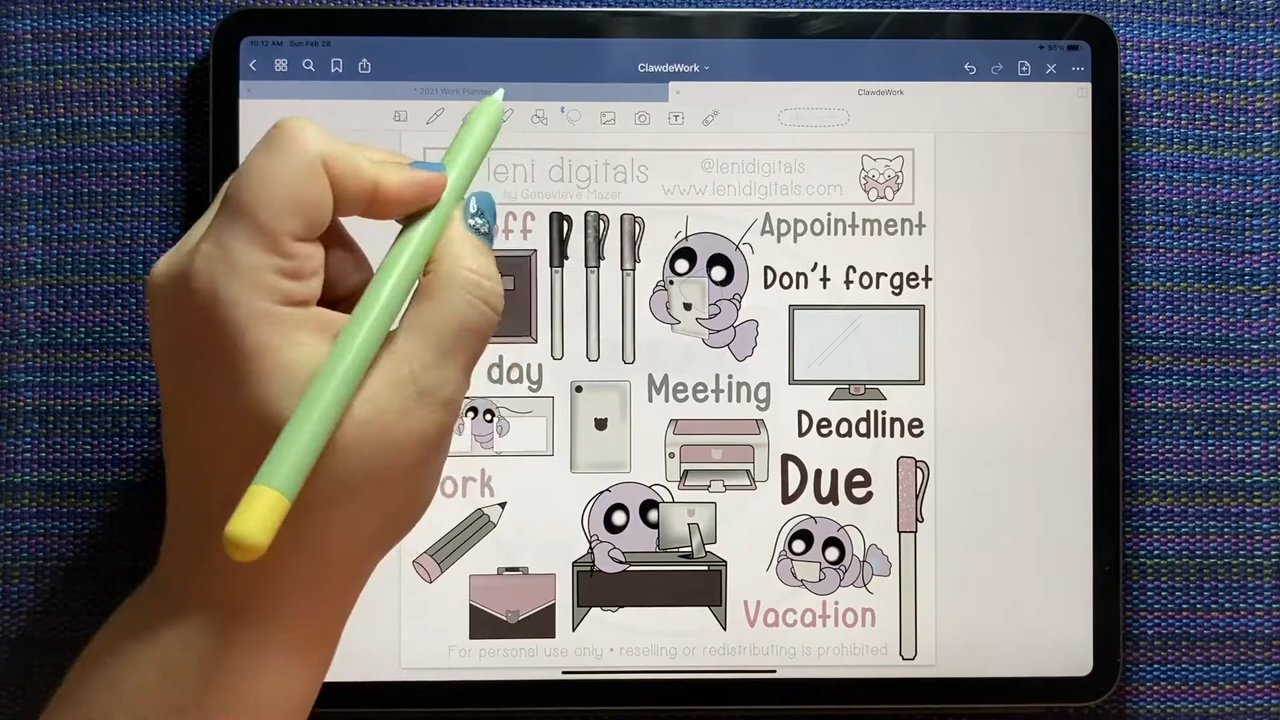 10:12 AM Sun Feb 28
95%
ClawdeWork
* 2021 Work Planner
ClawdeWork
leni digitals
by Genevieve Mazer
@lenidigitals
www.lenidigitals.com
off
Appointment
Don't forget
day
Meeting
Deadline
Due
ork
Vacation
For personal use only • reselling or redistributing is prohibited